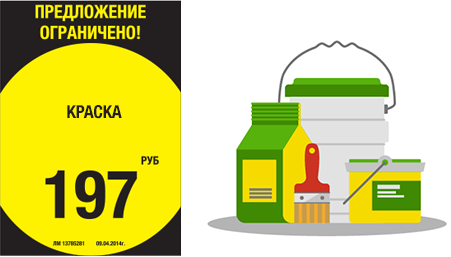 ПРЕДЛОЖЕНИЕ
ОГРАНИЧЕНО!
КРАСКА
197 РУБ
ЛМ 13785281 09.04.2014г.